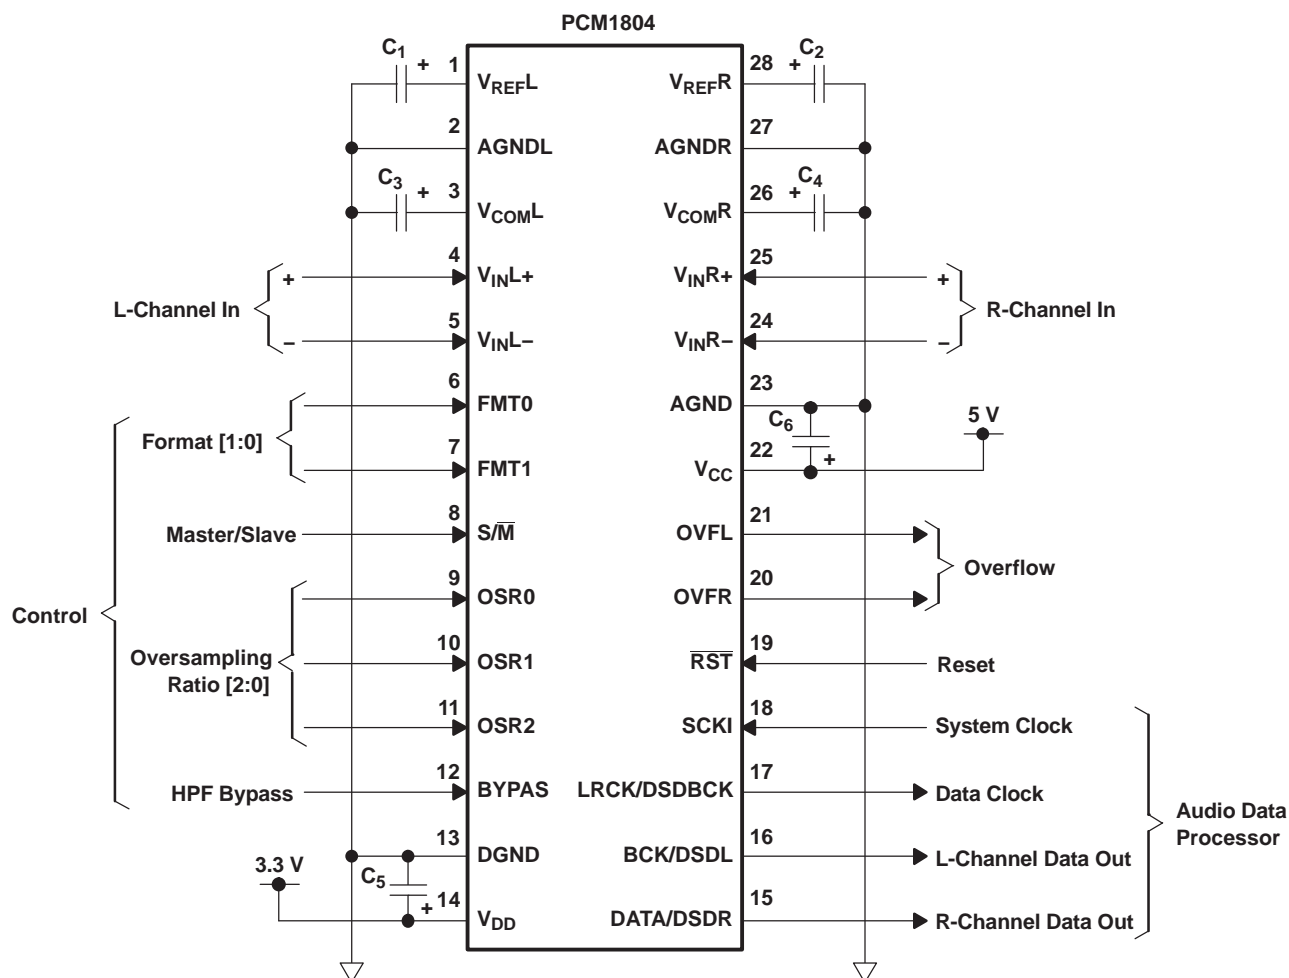 PCM1804
C1
+
1
VREFL
28
VREFR
+
C2
2
AGNDL
27
AGNDR
C3
+
3
VCOML
26
VCOMR
+
C4
4
VINL+
25
VINR+
+
+
L-Channel In
R-Channel In
5
VINL−
24
VINR−
−
−
6
FMT0
23
AGND
Format [1:0]
C6
+
5 V
7
FMT1
22
VCC
8
S/M̅
21
OVFL
Master/Slave
Overflow
9
OSR0
20
OVFR
Control
10
OSR1
19
R̅S̅T̅
Reset
Oversampling
Ratio [2:0]
11
OSR2
18
SCKI
System Clock
12
BYPAS
17
LRCK/DSDBCK
HPF Bypass
Data Clock
Audio Data
Processor
13
DGND
16
BCK/DSDL
L-Channel Data Out
3.3 V
C5
+
14
VDD
15
DATA/DSDR
R-Channel Data Out